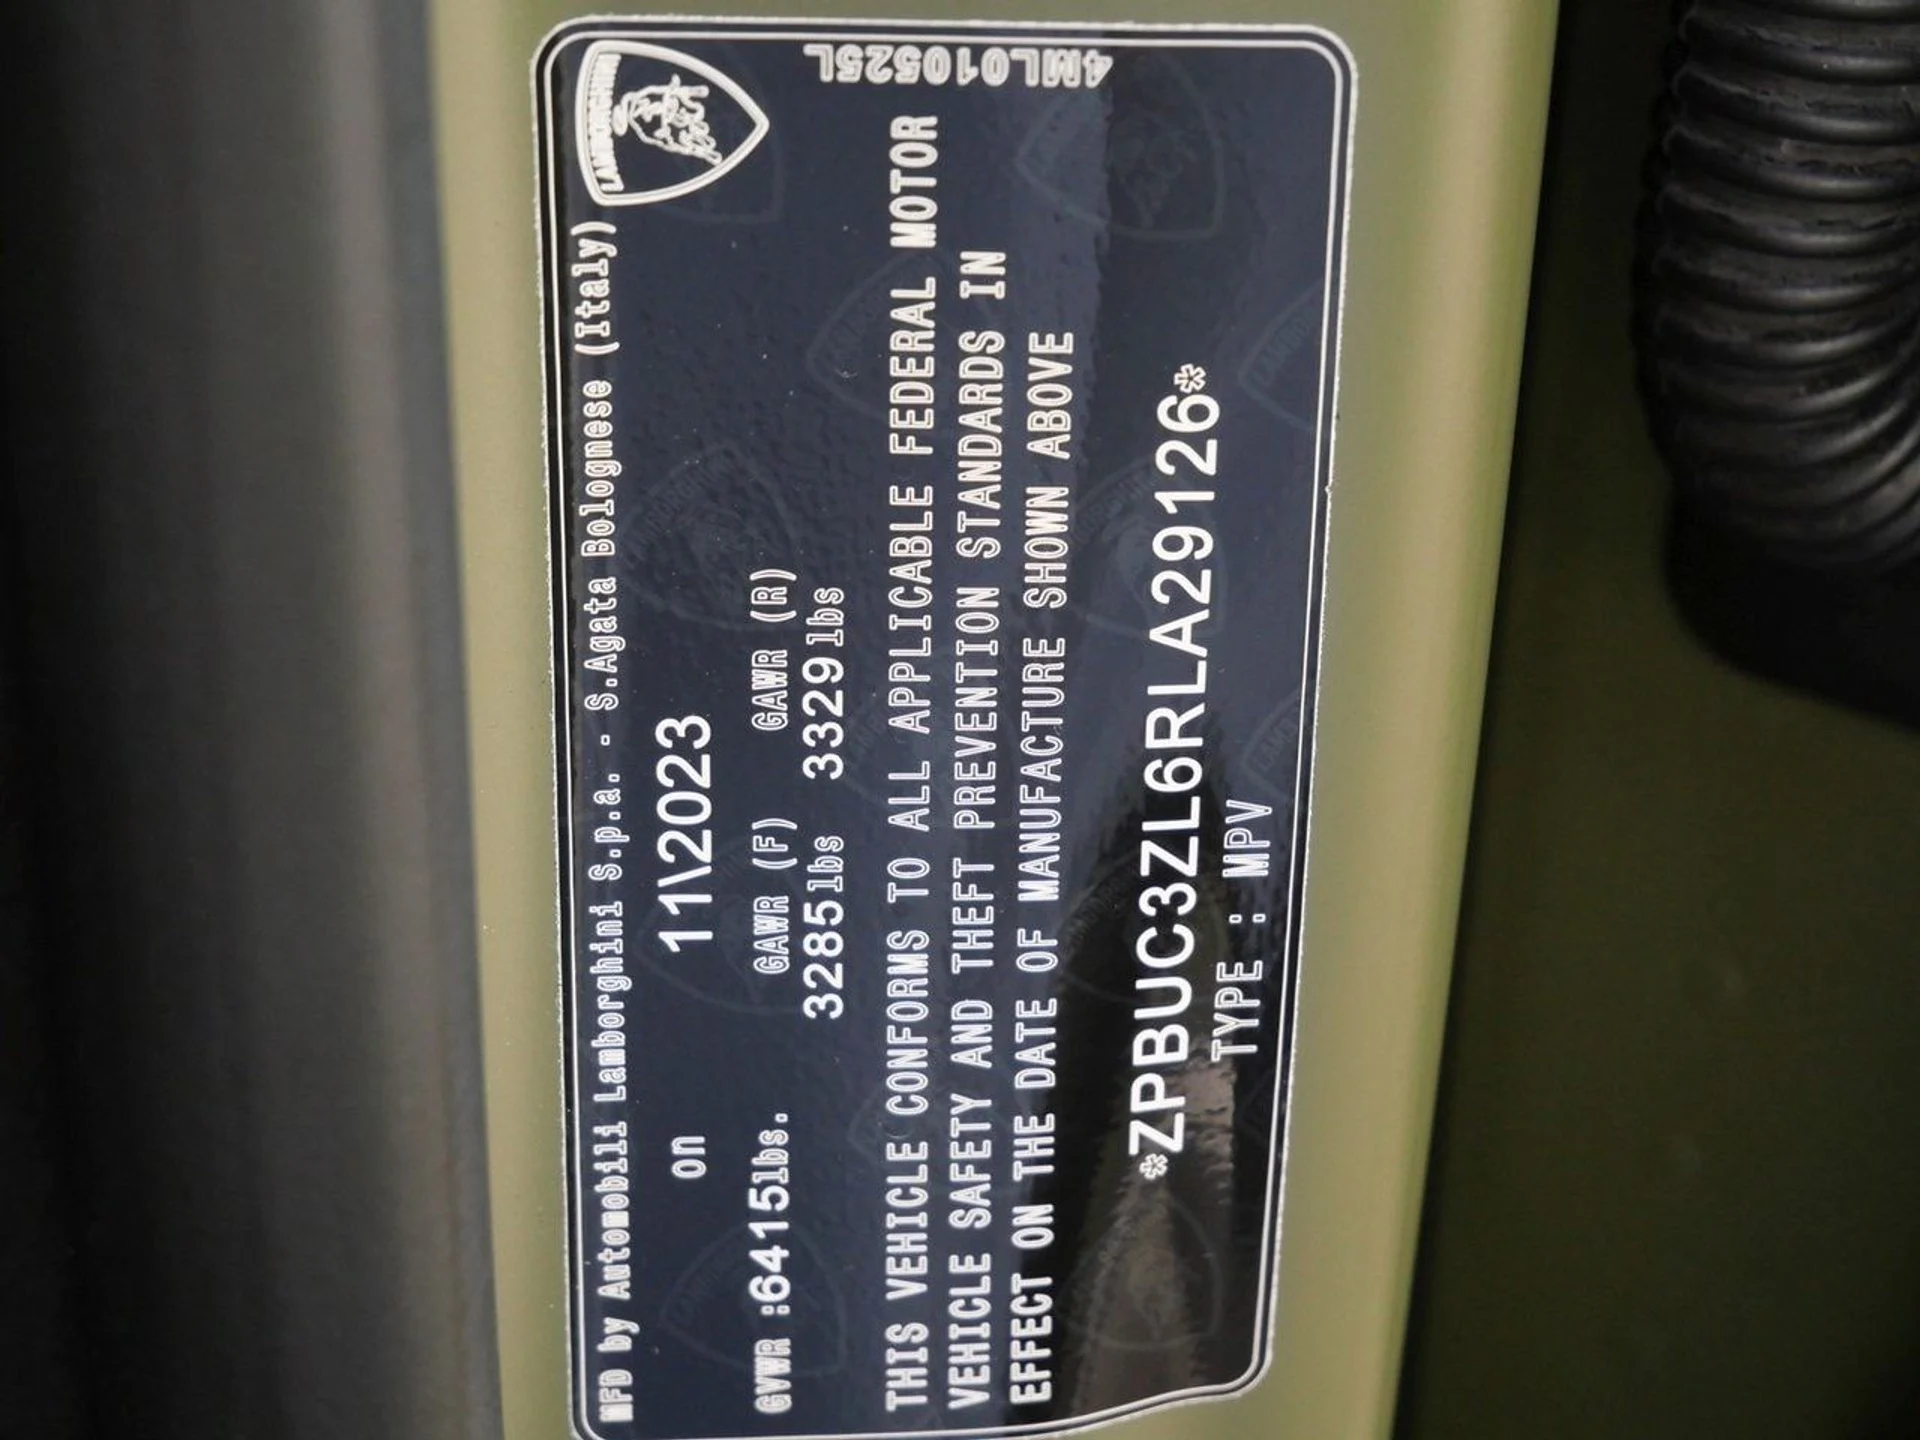 LAMBORGHINI
MFD by Automobili Lamborghini S.p.a. - S.Agata Bolognese (Italy)
on 11\2023
GAWR (F) GAWR (R)
GVWR :6415lbs. 3285lbs 3329lbs
THIS VEHICLE CONFORMS TO ALL APPLICABLE FEDERAL MOTOR
VEHICLE SAFETY AND THEFT PREVENTION STANDARDS IN
EFFECT ON THE DATE OF MANUFACTURE SHOWN ABOVE
*ZPBUC3ZL6RLA29126*
TYPE : MPV
4ML010525L